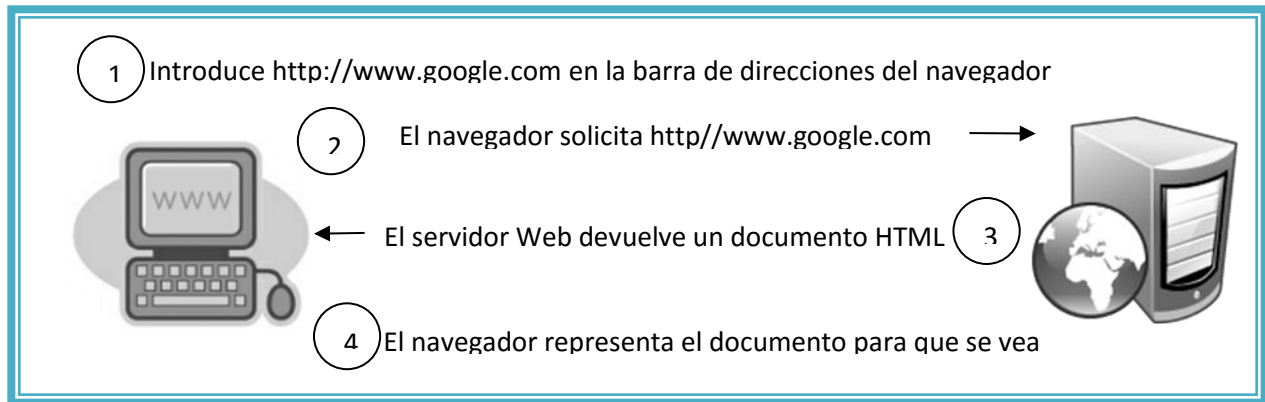 1 Introduce http://www.google.com en la barra de direcciones del navegador
2 El navegador solicita http//www.google.com
WWW
El servidor Web devuelve un documento HTML 3
4 El navegador representa el documento para que se vea